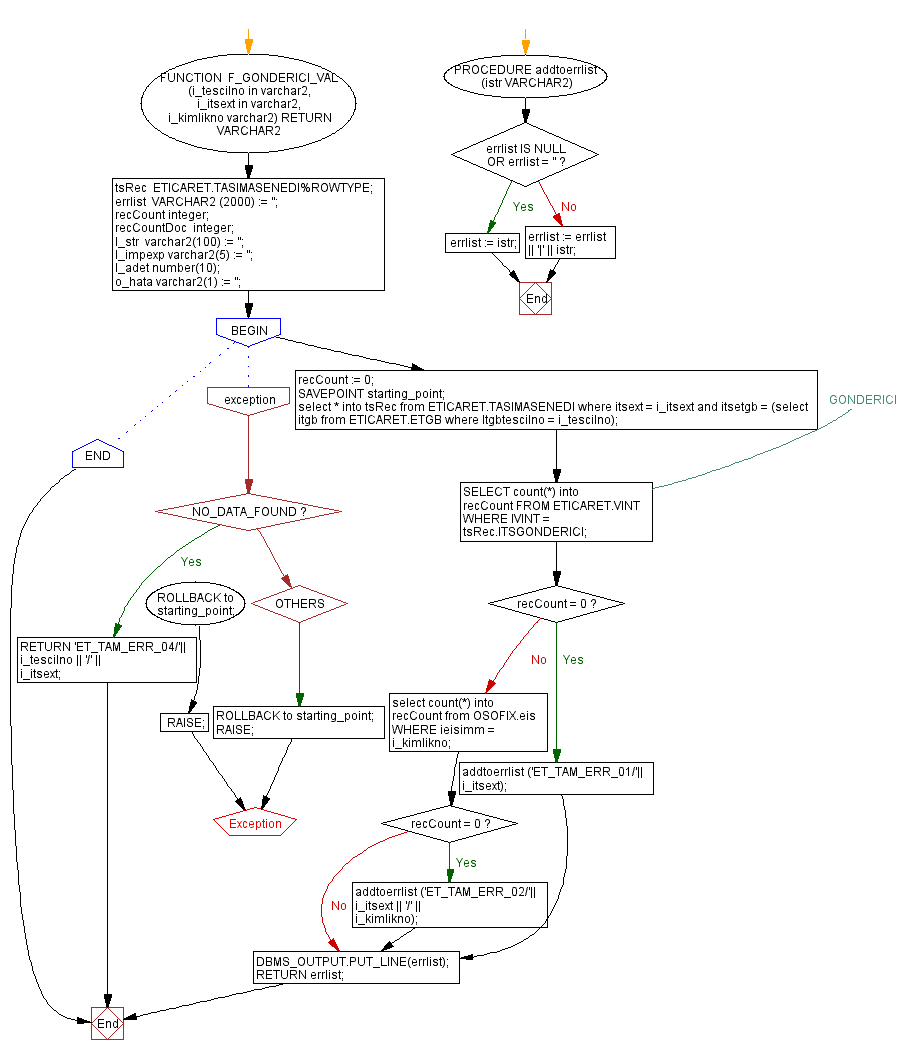 FUNCTION F_GONDERICI_VAL
(i_tescilno in varchar2,
i_itsext in varchar2,
i_kimlikno varchar2) RETURN
VARCHAR2
PROCEDURE addtoerrlist
(istr VARCHAR2)
errlist IS NULL
OR errlist = '' ?
Yes
No
errlist := istr;
errlist := errlist
|| '|' || istr;
End
tsRec ETICARET.TASIMASENEDI%ROWTYPE;
errlist VARCHAR2 (2000) := '';
recCount integer;
recCountDoc integer;
l_str varchar2(100) := '';
l_impexp varchar2(5) := '';
l_adet number(10);
o_hata varchar2(1) := '';
BEGIN
recCount := 0;
SAVEPOINT starting_point;
select * into tsRec from ETICARET.TASIMASENEDI where itsext = i_itsext and itsetgb = (select
itgb from ETICARET.ETGB where Itgbtescilno = i_tescilno);
GONDERICI
exception
END
SELECT count(*) into
recCount FROM ETICARET.VINT
WHERE IVINT =
tsRec.ITSGONDERICI;
NO_DATA_FOUND ?
Yes
OTHERS
ROLLBACK to
starting_point;
recCount = 0 ?
No
Yes
RETURN 'ET_TAM_ERR_04/'||
i_tescilno || '/' ||
i_itsext;
RAISE;
ROLLBACK to starting_point;
RAISE;
select count(*) into
recCount from OSOFIX.eis
WHERE ieisimm =
i_kimlikno;
addtoerrlist ('ET_TAM_ERR_01/'||
i_itsext);
Exception
recCount = 0 ?
Yes
No
addtoerrlist ('ET_TAM_ERR_02/'||
i_itsext || '/' ||
i_kimlikno);
DBMS_OUTPUT.PUT_LINE(errlist);
RETURN errlist;
End